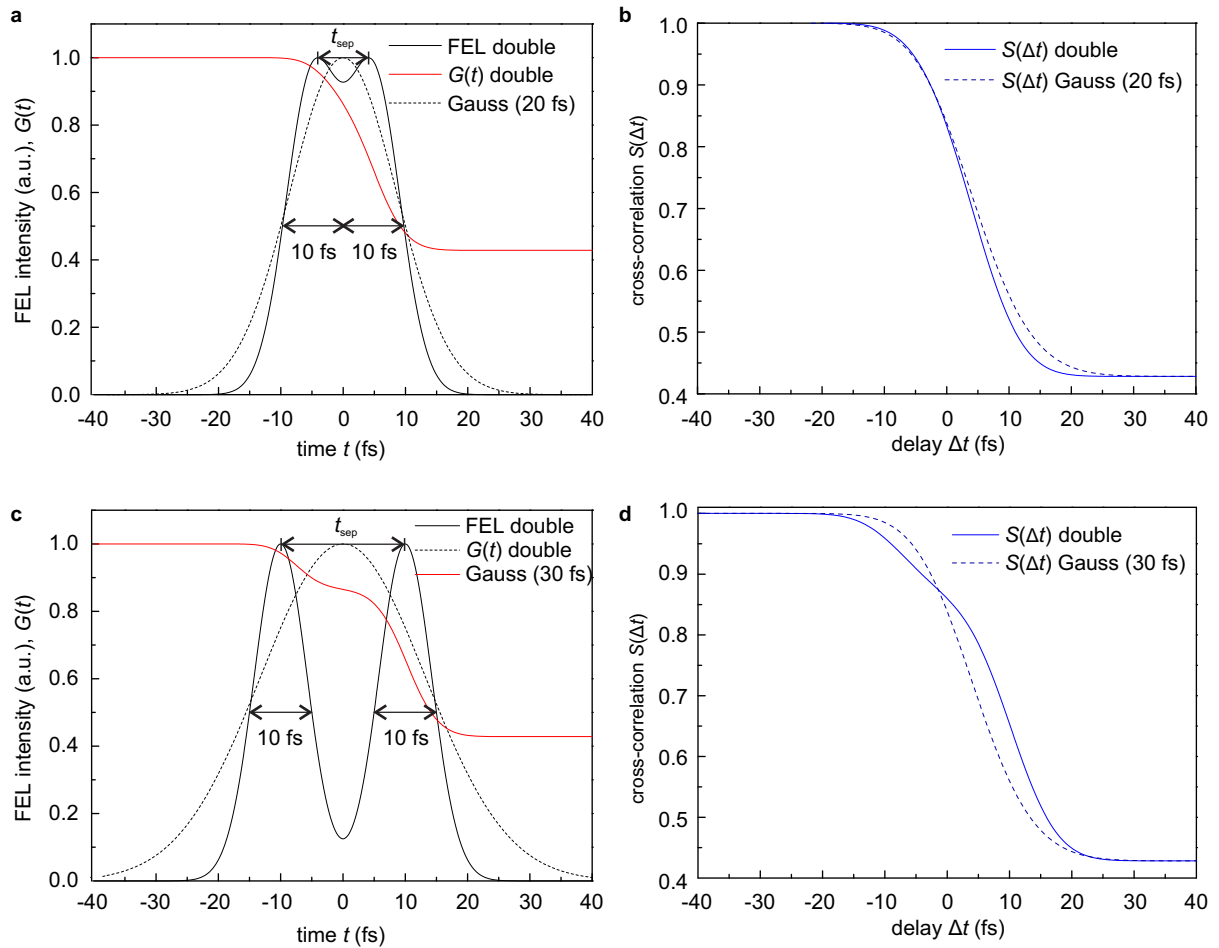 a
t_sep
FEL double
G(t) double
Gauss (20 fs)
1.0
0.8
0.6
0.4
0.2
0.0
FEL intensity (a.u.), G(t)
10 fs
10 fs
-40
-30
-20
-10
0
10
20
30
40
time t (fs)
b
S(Δt) double
S(Δt) Gauss (20 fs)
1.0
0.9
0.8
0.7
0.6
0.5
0.4
cross-correlation S(Δt)
-40
-30
-20
-10
0
10
20
30
40
delay Δt (fs)
c
t_sep
FEL double
G(t) double
Gauss (30 fs)
1.0
0.8
0.6
0.4
0.2
0.0
FEL intensity (a.u.), G(t)
10 fs
10 fs
-40
-30
-20
-10
0
10
20
30
40
time t (fs)
d
S(Δt) double
S(Δt) Gauss (30 fs)
1.0
0.9
0.8
0.7
0.6
0.5
0.4
cross-correlation S(Δt)
-40
-30
-20
-10
0
10
20
30
40
delay Δt (fs)